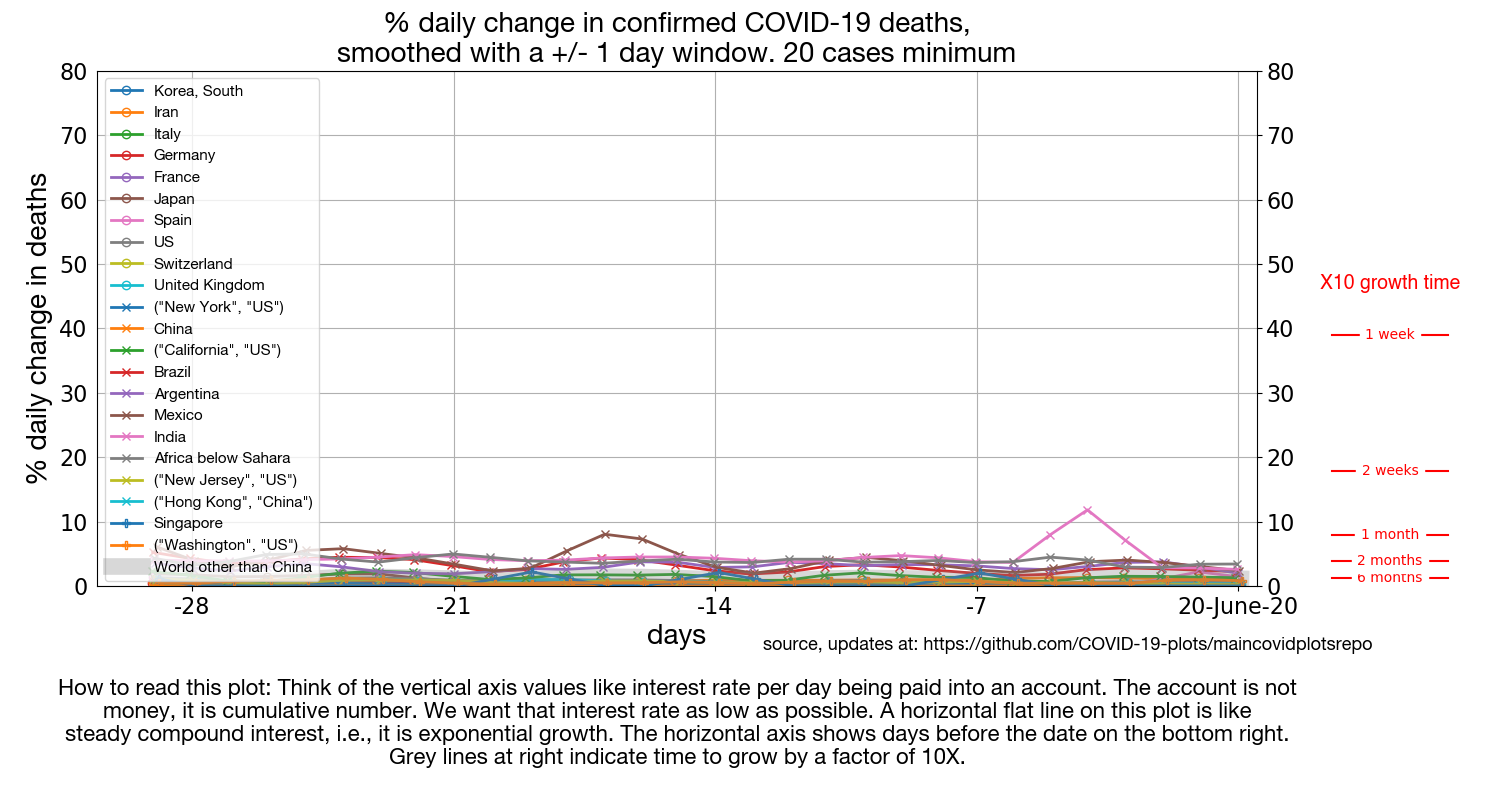 % daily change in confirmed COVID-19 deaths,
smoothed with a +/- 1 day window. 20 cases minimum
% daily change in deaths
80
70
60
50
40
30
20
10
0
Korea, South
Iran
Italy
Germany
France
Japan
Spain
US
Switzerland
United Kingdom
("New York", "US")
China
("California", "US")
Brazil
Argentina
Mexico
India
Africa below Sahara
("New Jersey", "US")
("Hong Kong", "China")
Singapore
("Washington", "US")
World other than China
80
70
60
50
40
30
20
10
0
X10 growth time
1 week
2 weeks
1 month
2 months
6 months
-28
-21
-14
-7
20-June-20
days
source, updates at: https://github.com/COVID-19-plots/maincovidplotsrepo
How to read this plot: Think of the vertical axis values like interest rate per day being paid into an account. The account is not
money, it is cumulative number. We want that interest rate as low as possible. A horizontal flat line on this plot is like
steady compound interest, i.e., it is exponential growth. The horizontal axis shows days before the date on the bottom right.
Grey lines at right indicate time to grow by a factor of 10X.